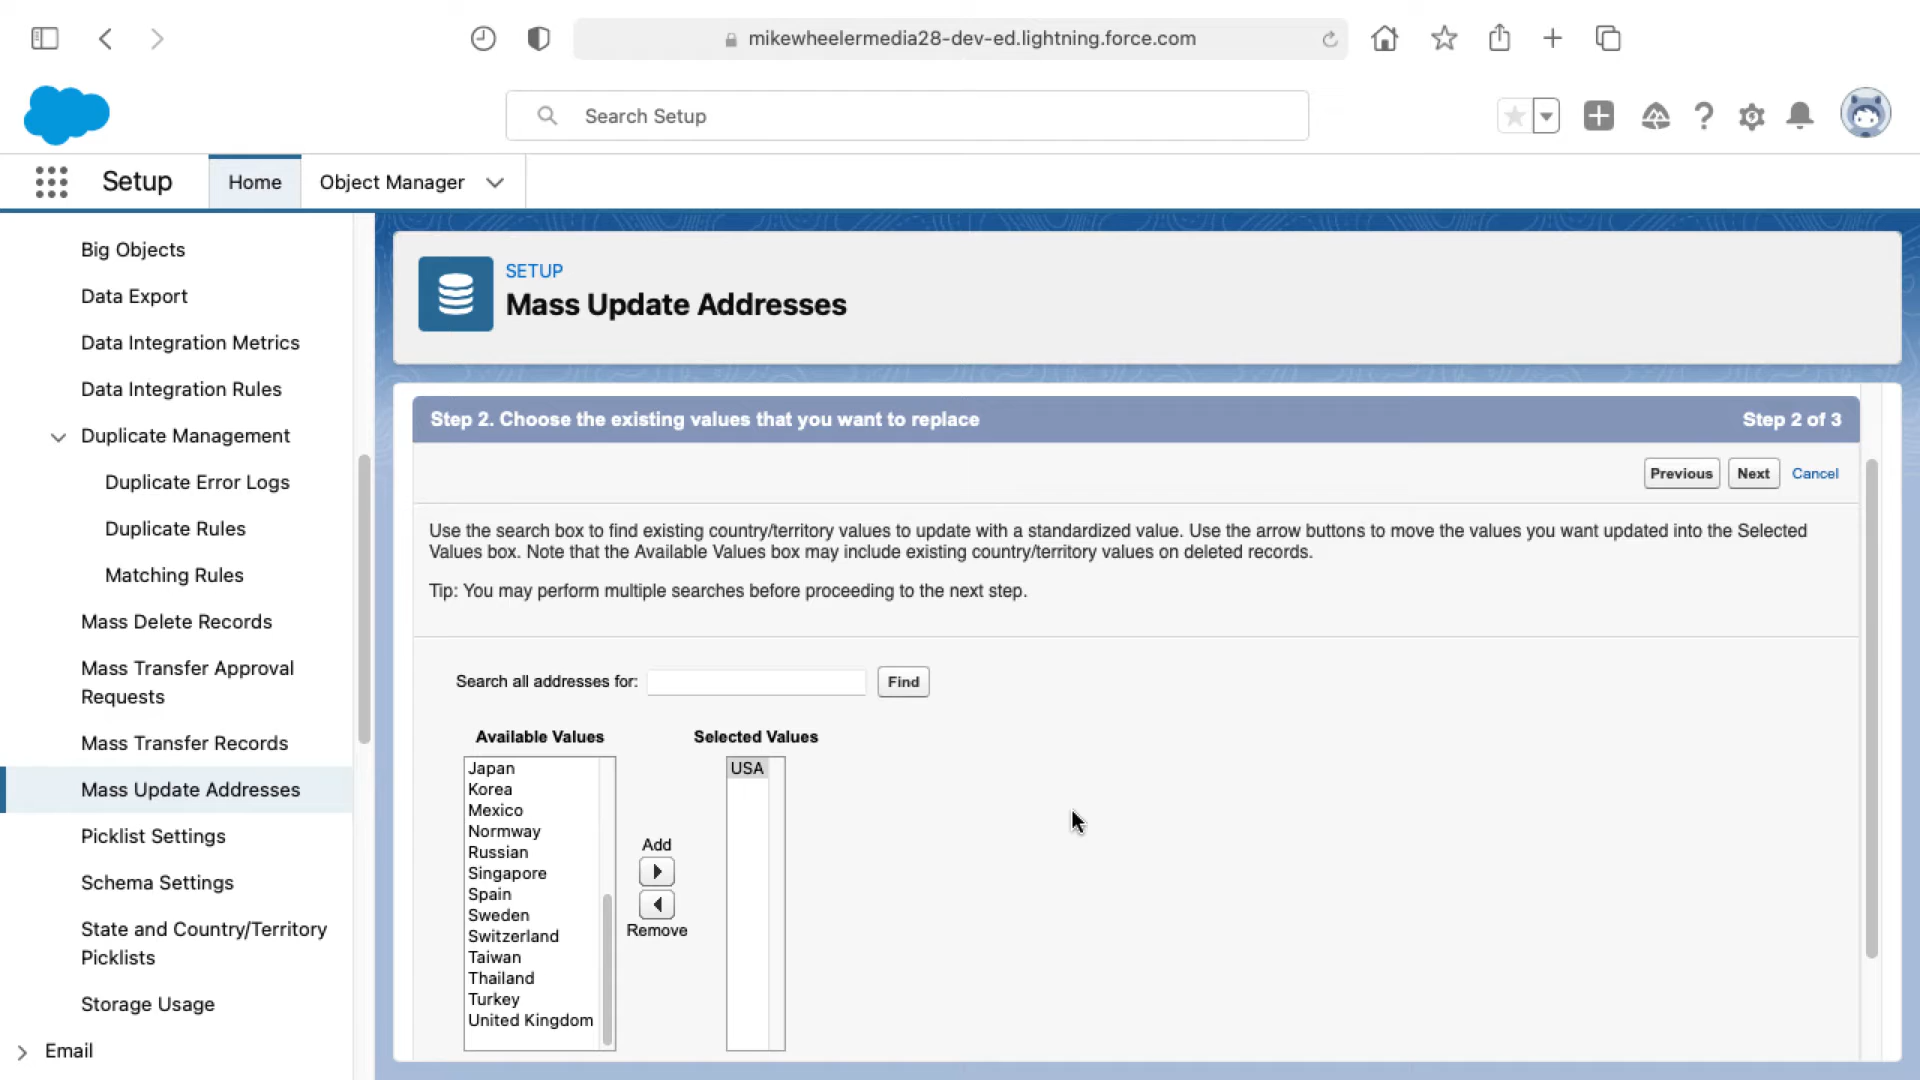 mikewheelermedia28-dev-ed.lightning.force.com
Search Setup
Setup
Home
Object Manager
Big Objects
Data Export
Data Integration Metrics
Data Integration Rules
Duplicate Management
Duplicate Error Logs
Duplicate Rules
Matching Rules
Mass Delete Records
Mass Transfer Approval
Requests
Mass Transfer Records
Mass Update Addresses
Picklist Settings
Schema Settings
State and Country/Territory
Picklists
Storage Usage
Email
SETUP
Mass Update Addresses
Step 2. Choose the existing values that you want to replace
Step 2 of 3
Previous
Next
Cancel
Use the search box to find existing country/territory values to update with a standardized value. Use the arrow buttons to move the values you want updated into the Selected
Values box. Note that the Available Values box may include existing country/territory values on deleted records.
Tip: You may perform multiple searches before proceeding to the next step.
Search all addresses for:
Find
Available Values
Japan
Korea
Mexico
Normway
Russian
Singapore
Spain
Sweden
Switzerland
Taiwan
Thailand
Turkey
United Kingdom
Add
Remove
Selected Values
USA